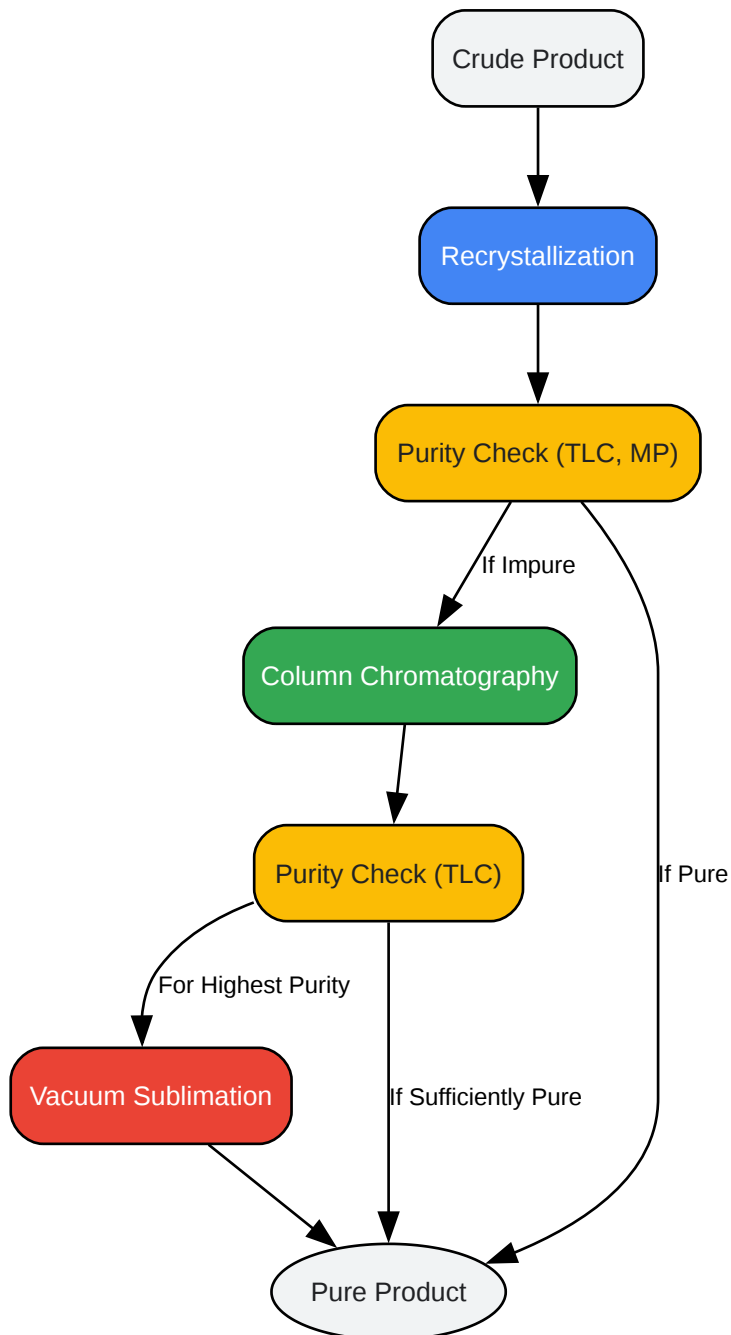 Crude Product
Recrystallization
Purity Check (TLC, MP)
If Impure
Column Chromatography
Purity Check (TLC)
If Pure
For Highest Purity
Vacuum Sublimation
If Sufficiently Pure
Pure Product